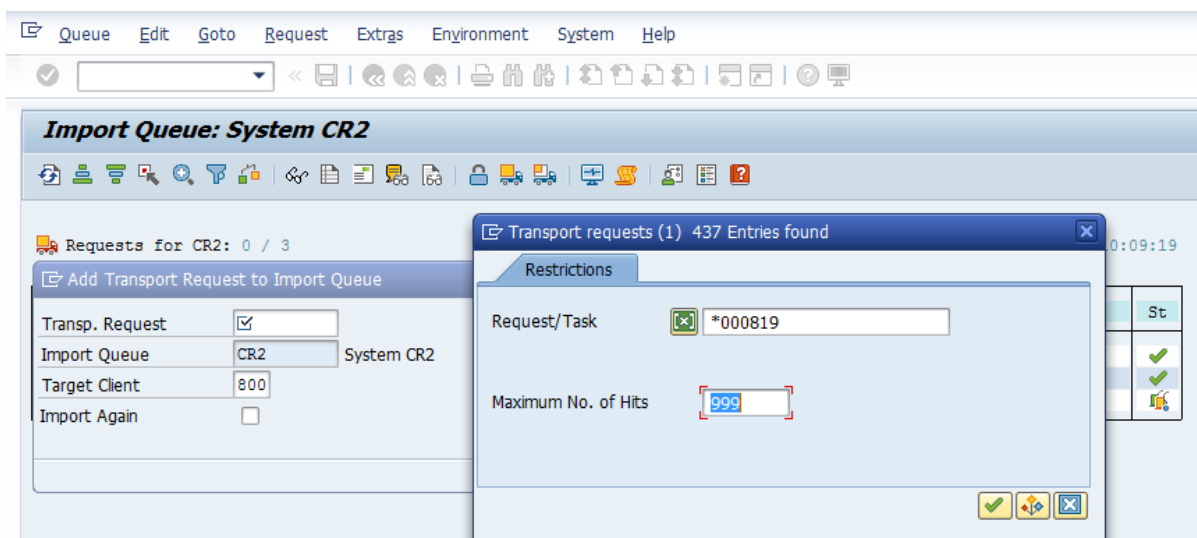 Queue Edit Goto Request Extras Environment System Help
Import Queue: System CR2
Requests for CR2: 0 / 3
0:09:19
Add Transport Request to Import Queue
Transp. Request
Import Queue CR2 System CR2
Target Client 800
Import Again
Transport requests (1) 437 Entries found
Restrictions
Request/Task *000819
Maximum No. of Hits 999
St